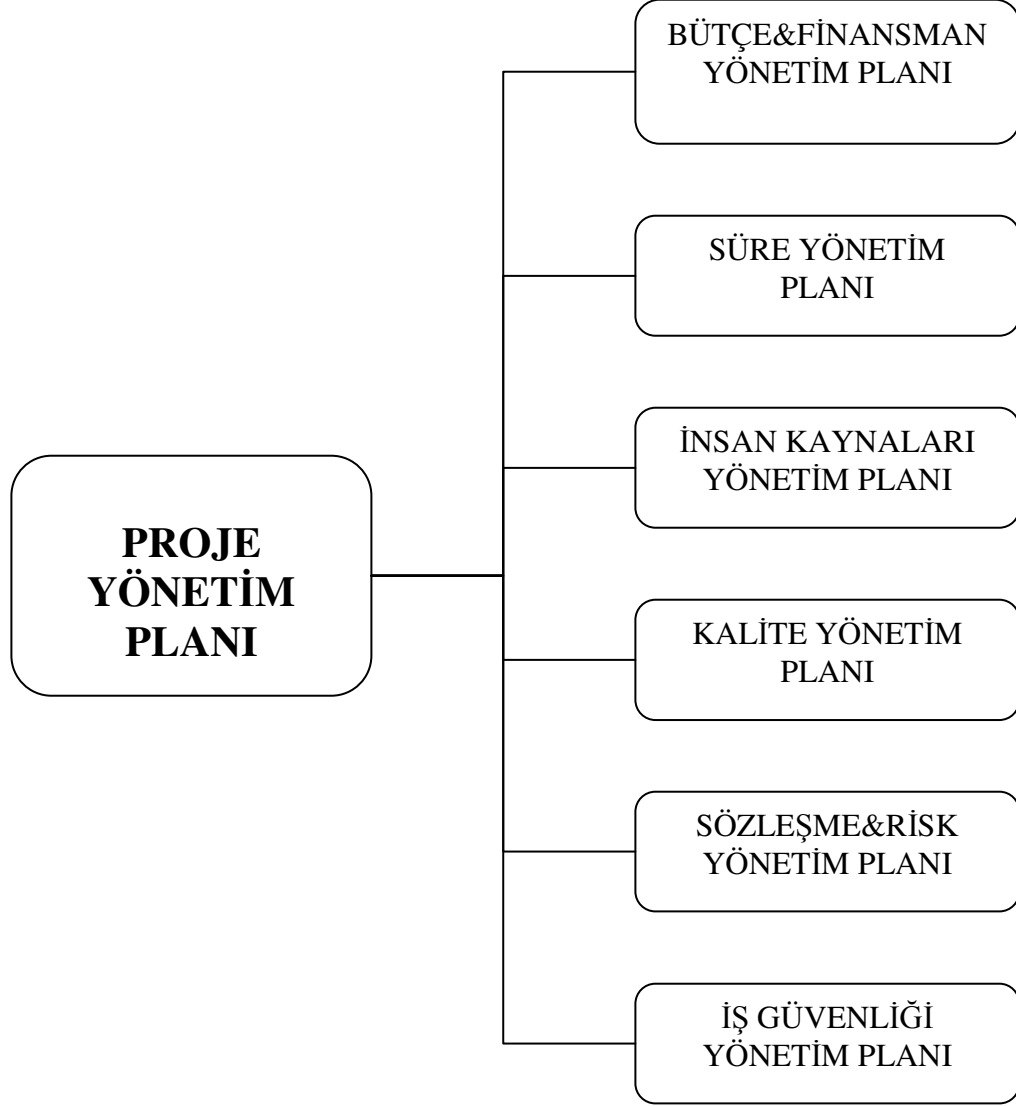 BÜTÇE&FİNANSMAN
YÖNETİM PLANI
SÜRE YÖNETİM
PLANI
İNSAN KAYNALARI
YÖNETİM PLANI
PROJE
YÖNETİM
PLANI
KALİTE YÖNETİM
PLANI
SÖZLEŞME&RİSK
YÖNETİM PLANI
İŞ GÜVENLİĞİ
YÖNETİM PLANI